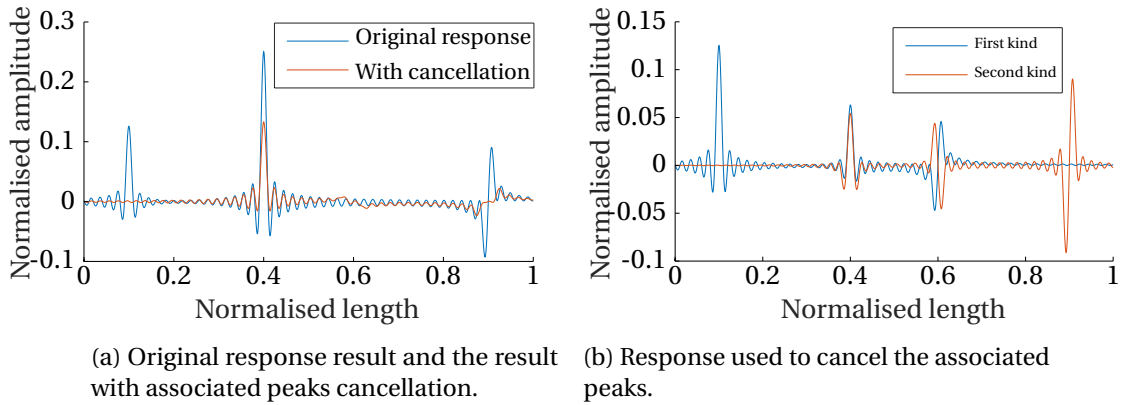 0.3
0.2
0.1
0
-0.1
Normalised amplitude
Original response
With cancellation
0 0.2 0.4 0.6 0.8 1
Normalised length
(a) Original response result and the result
with associated peaks cancellation.
0.15
0.1
0.05
0
-0.05
0.1
Normalised amplitude
First kind
Second kind
0 0.2 0.4 0.6 0.8 1
Normalised length
(b) Response used to cancel the associated
peaks.